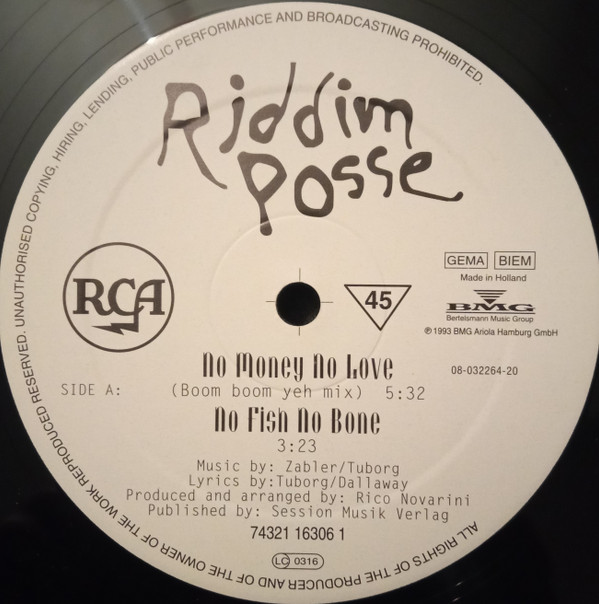 ALL RIGHTS OF THE PRODUCER AND OF THE OWNER OF THE WORK REPRODUCED RESERVED. UNAUTHORISED COPYING, HIRING, LENDING, PUBLIC PERFORMANCE AND BROADCASTING PROHIBITED.
Riddim
Posse
RCA
45
GEMA BIEM
Made in Holland
BMG
Bertelsmann Music Group
℗ 1993 BMG Ariola Hamburg GmbH
No Money No Love
08-032264-20
SIDE A: (Boom boom yeh mix) 5:32
No Fish No Bone
3:23
Music by: Zabler/Tuborg
Lyrics by:Tuborg/Dallaway
Produced and arranged by: Rico Novarini
Published by: Session Musik Verlag
74321 16306 1
LC 0316